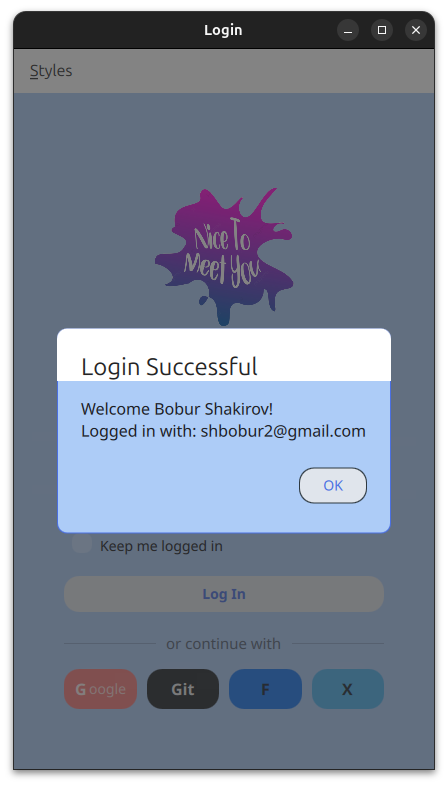 Login
Styles
Nice To
Meet You
Login Successful
Welcome Bobur Shakirov!
Logged in with: shbobur2@gmail.com
OK
Keep me logged in
Log In
or continue with
Google Git F X